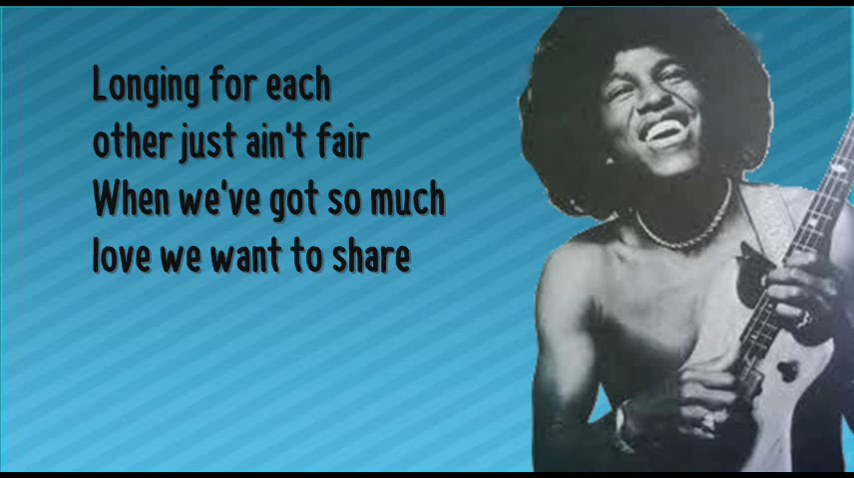 Longing for each
other just ain't fair
When we've got so much
love we want to share